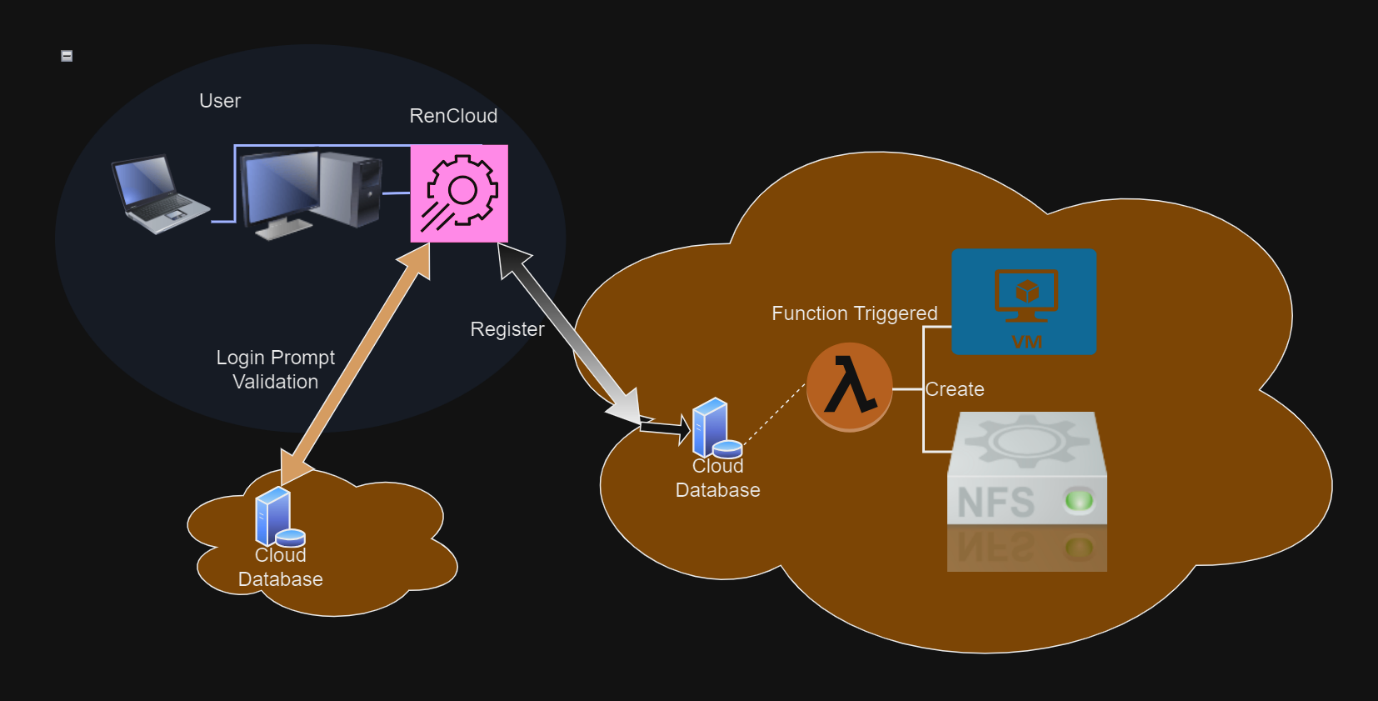 User
RenCloud
Function Triggered
VM
Register
Login Prompt
Validation
Create
Cloud
Database
NFS
Cloud
Database